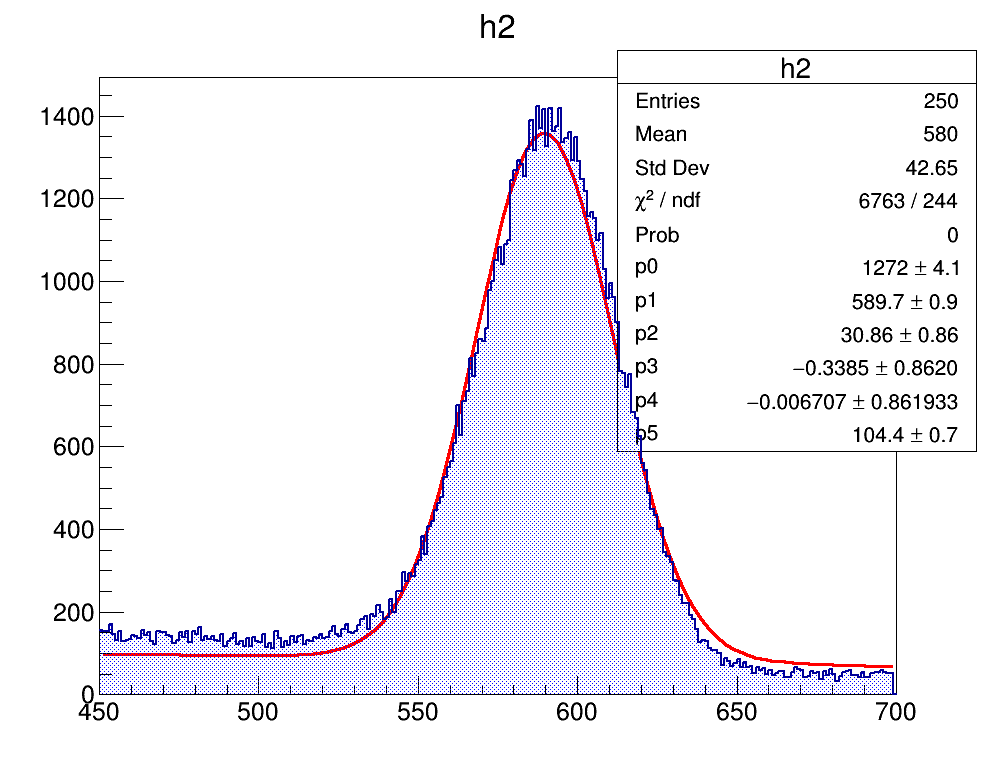 h2
h2
Entries 250
Mean 580
Std Dev 42.65
χ² / ndf 6763 / 244
Prob 0
p0 1272 ± 4.1
p1 589.7 ± 0.9
p2 30.86 ± 0.86
p3 −0.3385 ± 0.8620
p4 −0.006707 ± 0.861933
p5 104.4 ± 0.7
1400
1200
1000
800
600
400
200
0
450 500 550 600 650 700